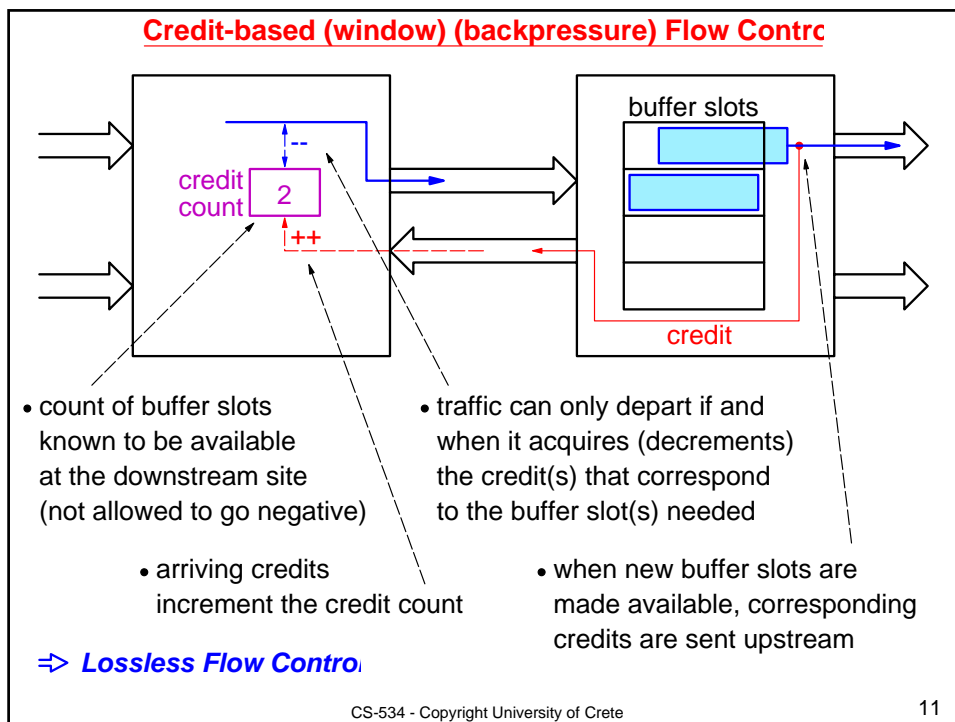 Credit-based (window) (backpressure) Flow Contro
buffer slots
--
credit
count
2
++
credit
• count of buffer slots
known to be available
at the downstream site
(not allowed to go negative)
• traffic can only depart if and
when it acquires (decrements)
the credit(s) that correspond
to the buffer slot(s) needed
• arriving credits
increment the credit count
• when new buffer slots are
made available, corresponding
credits are sent upstream
⇒ Lossless Flow Control
CS-534 - Copyright University of Crete
11